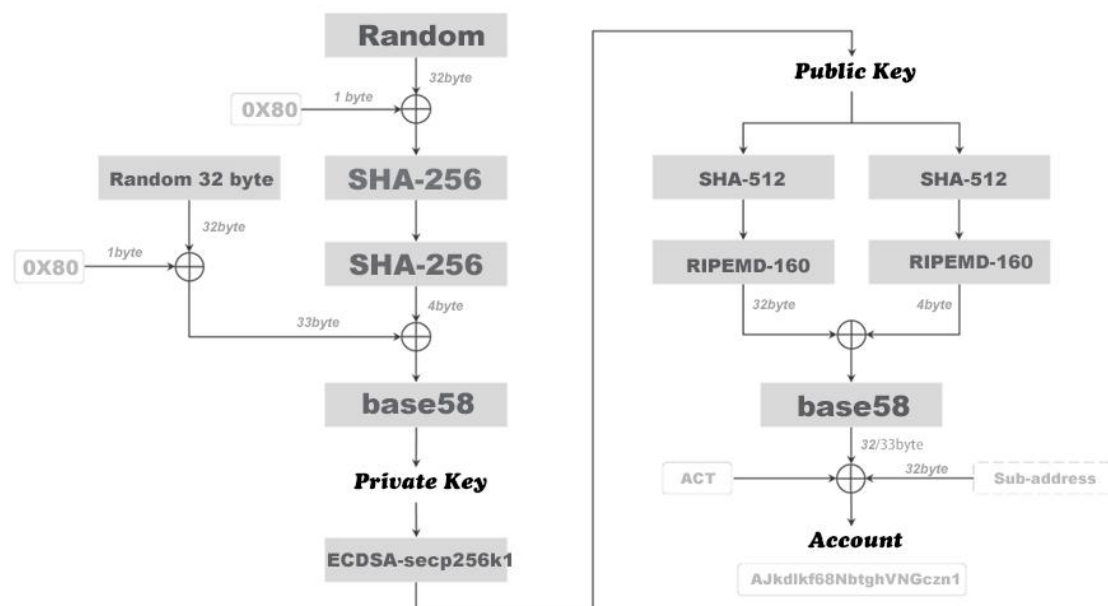 Random
32byte
1 byte
0X80
SHA-256
Random 32 byte
32byte
1byte
0X80
SHA-256
4byte
33byte
base58
Private Key
ECDSA-secp256k1
Public Key
SHA-512
SHA-512
RIPEMD-160
RIPEMD-160
32byte
4byte
base58
32/33byte
ACT
32byte
Sub-address
Account
AJkdlkf68NbtghVNGczn1